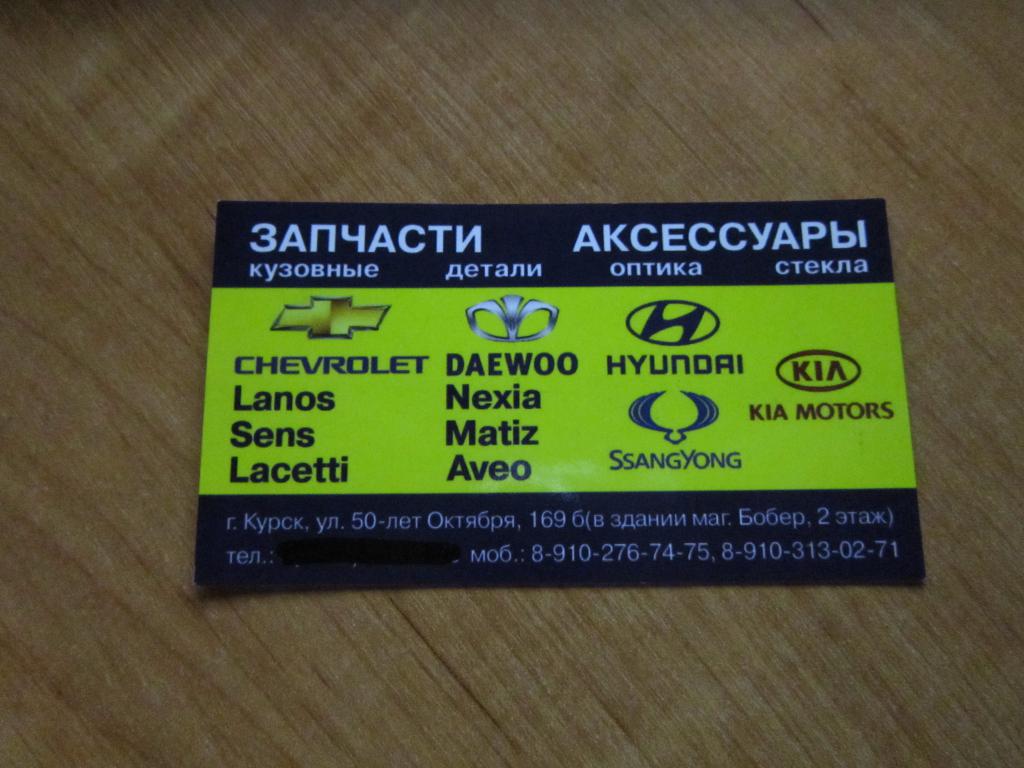 ЗАПЧАСТИ АКСЕССУАРЫ
кузовные детали оптика стекла
CHEVROLET
Lanos
Sens
Lacetti
DAEWOO
Nexia
Matiz
Aveo
HYUNDAI
SSANGYONG
KIA
KIA MOTORS
г. Курск, ул. 50-лет Октября, 169 б(в здании маг. Бобер, 2 этаж)
тел.: моб.: 8-910-276-74-75, 8-910-313-02-71